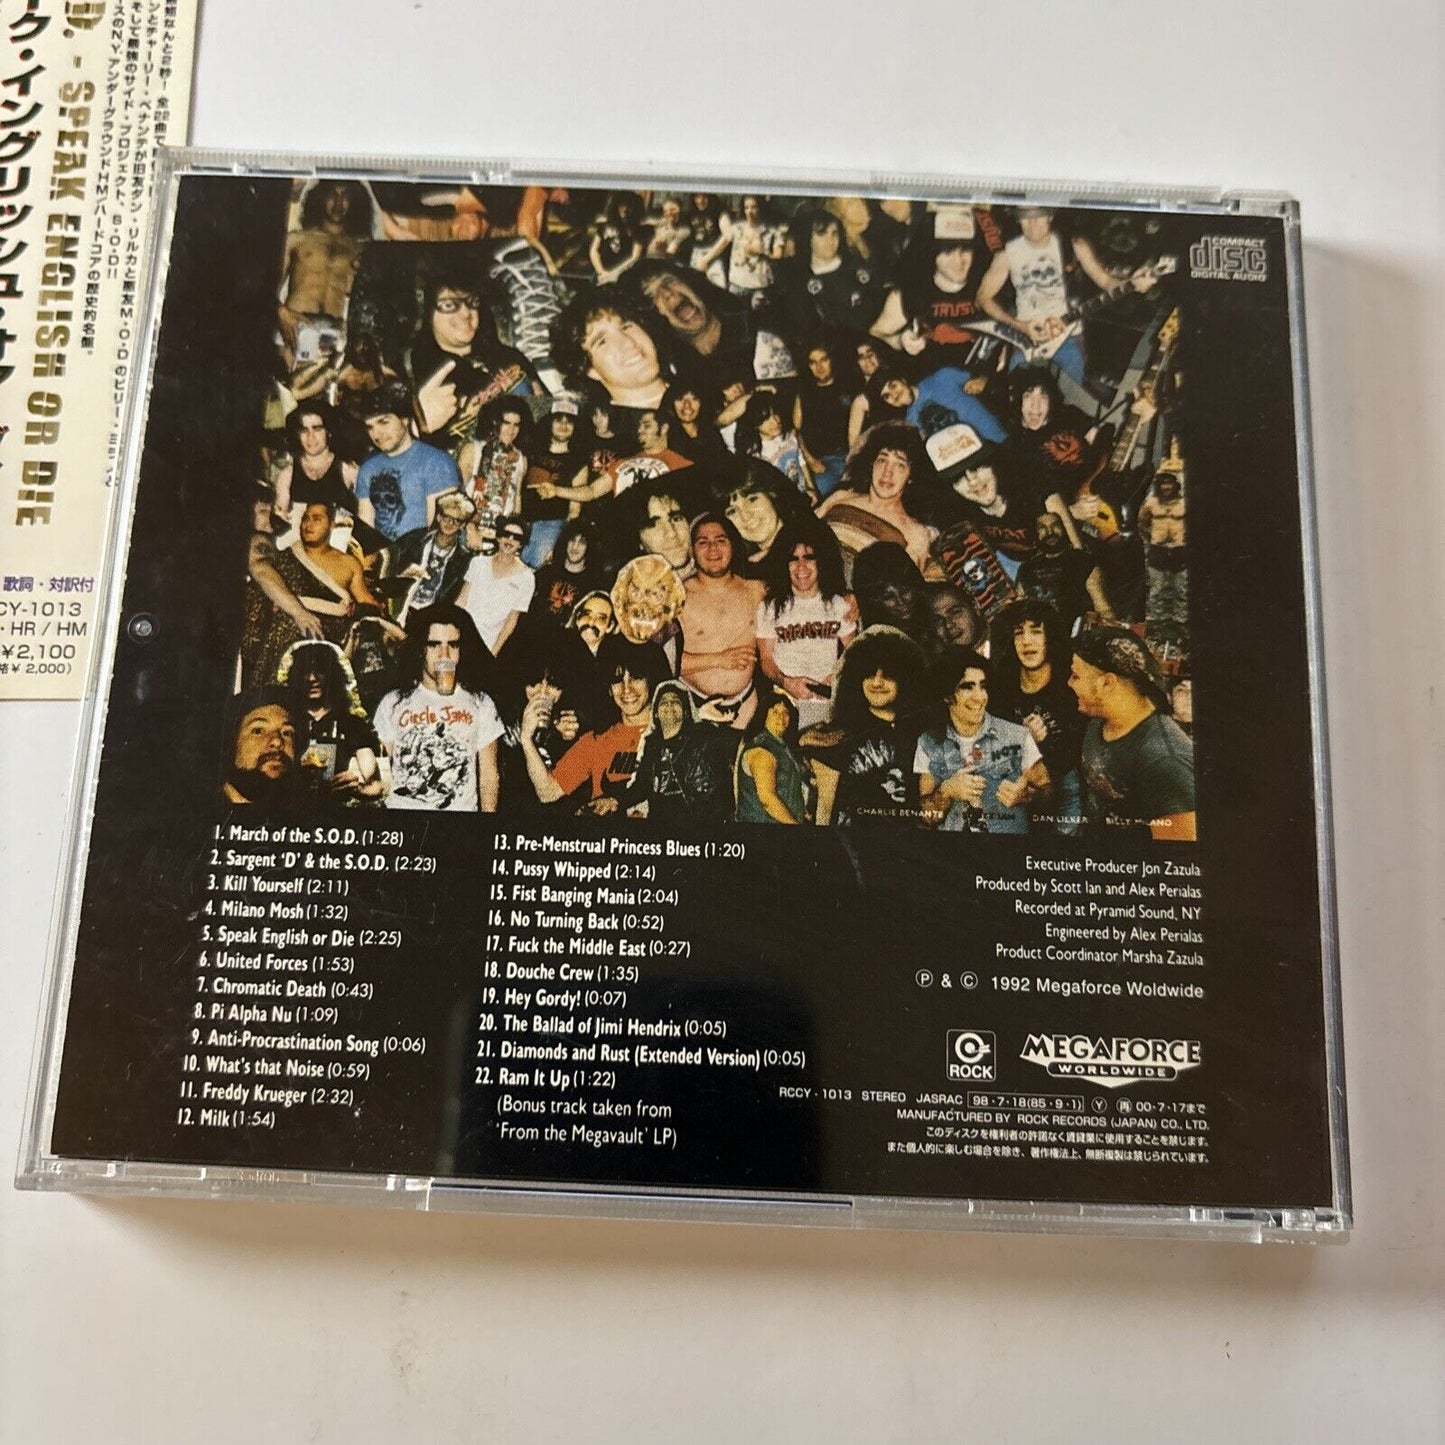 D. - SPEAK ENGLISH OR DIE
ーク・イングリッシュ・オア
歌詞・対訳付
CY-1013
・HR / HM
¥2,100
格¥2,000)
COMPACT
disc
DIGITAL AUDIO
TRUST
Circle Jerks
THRASHER
CHARLIE BENANTE
DAN LILKER
BILLY MILANO
1. March of the S.O.D. (1:28)
2. Sargent ‘D’ & the S.O.D. (2:23)
3. Kill Yourself (2:11)
4. Milano Mosh (1:32)
5. Speak English or Die (2:25)
6. United Forces (1:53)
7. Chromatic Death (0:43)
8. Pi Alpha Nu (1:09)
9. Anti-Procrastination Song (0:06)
10. What's that Noise (0:59)
11. Freddy Krueger (2:32)
12. Milk (1:54)
13. Pre-Menstrual Princess Blues (1:20)
14. Pussy Whipped (2:14)
15. Fist Banging Mania (2:04)
16. No Turning Back (0:52)
17. Fuck the Middle East (0:27)
18. Douche Crew (1:35)
19. Hey Gordy! (0:07)
20. The Ballad of Jimi Hendrix (0:05)
21. Diamonds and Rust (Extended Version) (0:05)
22. Ram It Up (1:22)
(Bonus track taken from
‘From the Megavault’ LP)
Executive Producer Jon Zazula
Produced by Scott Ian and Alex Perialas
Recorded at Pyramid Sound, NY
Engineered by Alex Perialas
Product Coordinator Marsha Zazula
Ⓟ & Ⓒ 1992 Megaforce Woldwide
ROCK
MEGAFORCE
WORLDWIDE
RCCY-1013 STEREO JASRAC 98・7・18(85・9・1) Ⓨ 再 00・7・17まで
MANUFACTURED BY ROCK RECORDS (JAPAN) CO., LTD.
このディスクを権利者の許諾なく賃貸業に使用することを禁じます。
また個人的に楽しむ場合を除き、著作権法上、無断複製は禁じられています。